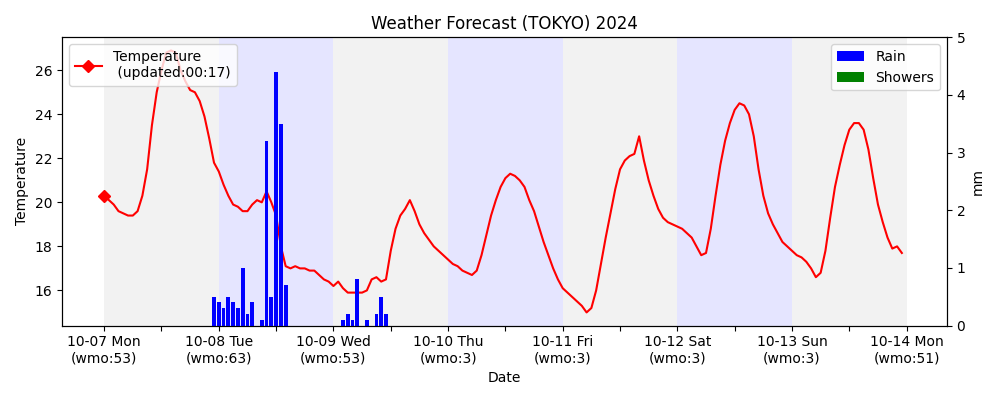 Weather Forecast (TOKYO) 2024
Temperature
(updated:00:17)
Rain
Showers
Temperature
26
24
22
20
18
16
5
4
3
2
1
0
mm
10-07 Mon
(wmo:53)
10-08 Tue
(wmo:63)
10-09 Wed
(wmo:53)
10-10 Thu
(wmo:3)
10-11 Fri
(wmo:3)
10-12 Sat
(wmo:3)
10-13 Sun
(wmo:3)
10-14 Mon
(wmo:51)
Date